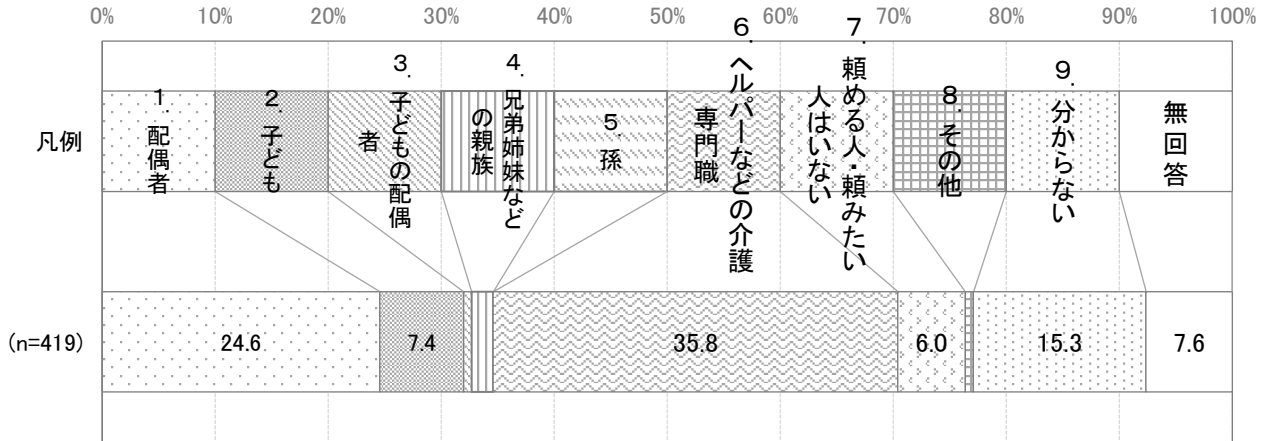 0% 10% 20% 30% 40% 50% 60% 70% 80% 90% 100%
凡例
1.配偶者
2.子ども
3.子どもの配偶
者
4.兄弟姉妹など
の親族
5.孫
6.ヘルパーなどの介護
専門職
7.頼める人・頼みたい
人はいない
8.その他
9.分からない
無回答
(n=419)
24.6 7.4 35.8 6.0 15.3 7.6